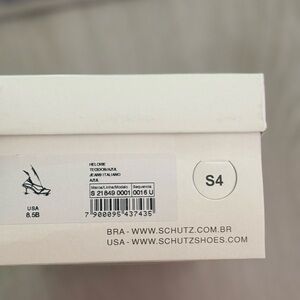 HELOISE
TECIDO/AZUL
JEANS ITALIANO
AZUL
Marca/Linha/Modelo Sequencia
S 21849 0001 0016 U
S4
USA
8.5B
7 900095 437435
BRA - WWW.SCHUTZ.COM.BR
USA - WWW.SCHUTZSHOES.COM